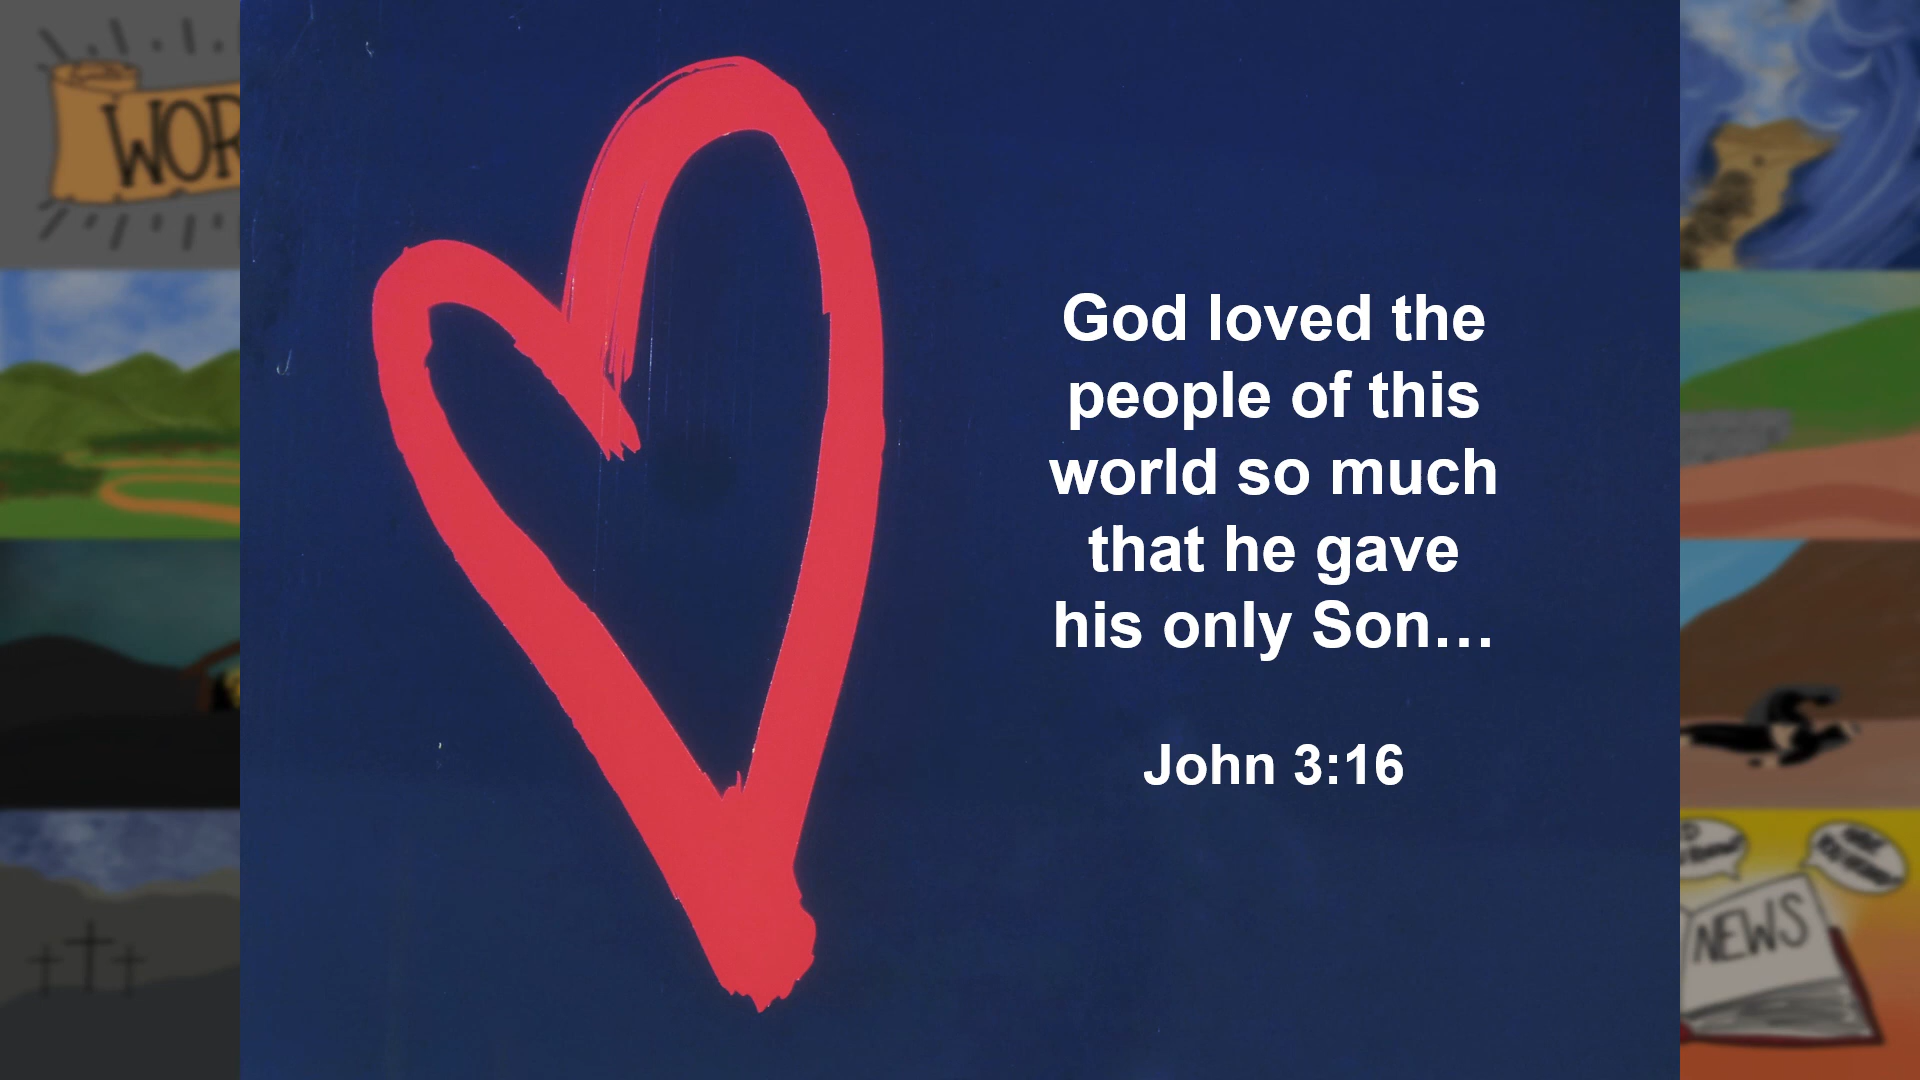 WOR
God loved the
people of this
world so much
that he gave
his only Son…
John 3:16
NEWS